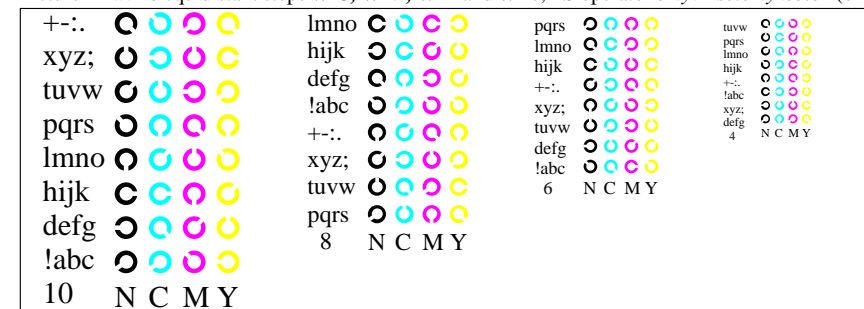 +-:.
xyz;
tuvw
pqrs
lmno
hijk
defg
!abc
10 N C M Y
lmno
hijk
defg
!abc
+-:.
xyz;
tuvw
pqrs
8 N C M Y
pqrs
lmno
hijk
+-:.
xyz;
tuvw
defg
!abc
6 N C M Y
tuvw
pqrs
lmno
hijk
+-:.
!abc
xyz;
defg
4 N C M Y